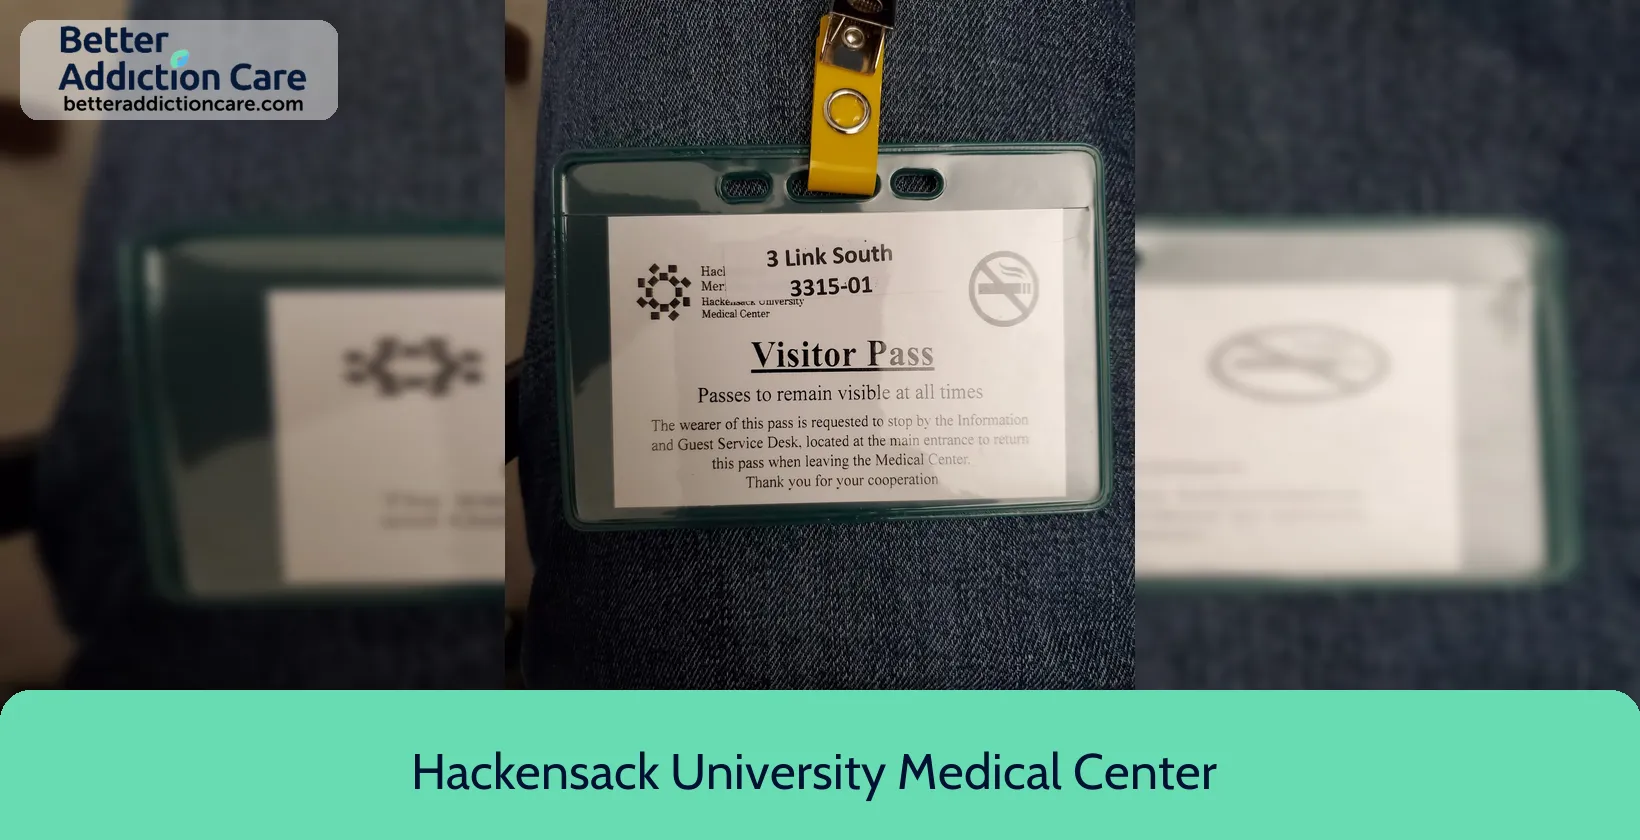 Better
Addiction Care
betteraddictioncare.com
3 Link South
3315-01
Hackensack University
Medical Center
Visitor Pass
Passes to remain visible at all times
The wearer of this pass is requested to stop by the Information
and Guest Service Desk, located at the main entrance to return
this pass when leaving the Medical Center.
Thank you for your cooperation
Hackensack University Medical Center